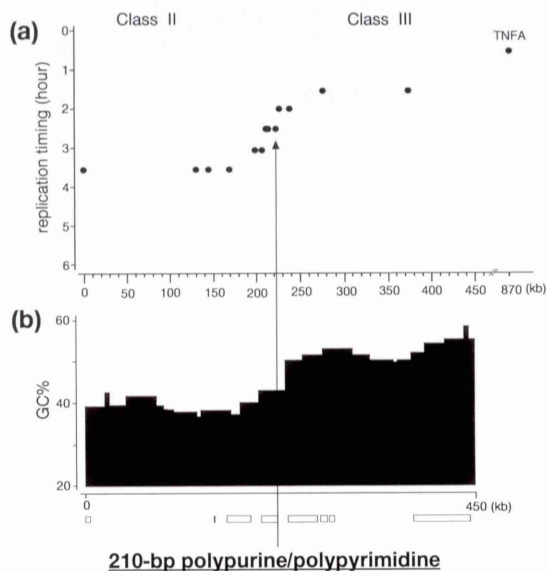 Class II Class III
(a)
TNFA
replication timing (hour)
0
1
2
3
4
5
6
0 50 100 150 200 250 300 350 400 450 870 (kb)
(b)
GC%
60
40
20
0 450 (kb)
210-bp polypurine/polypyrimidine